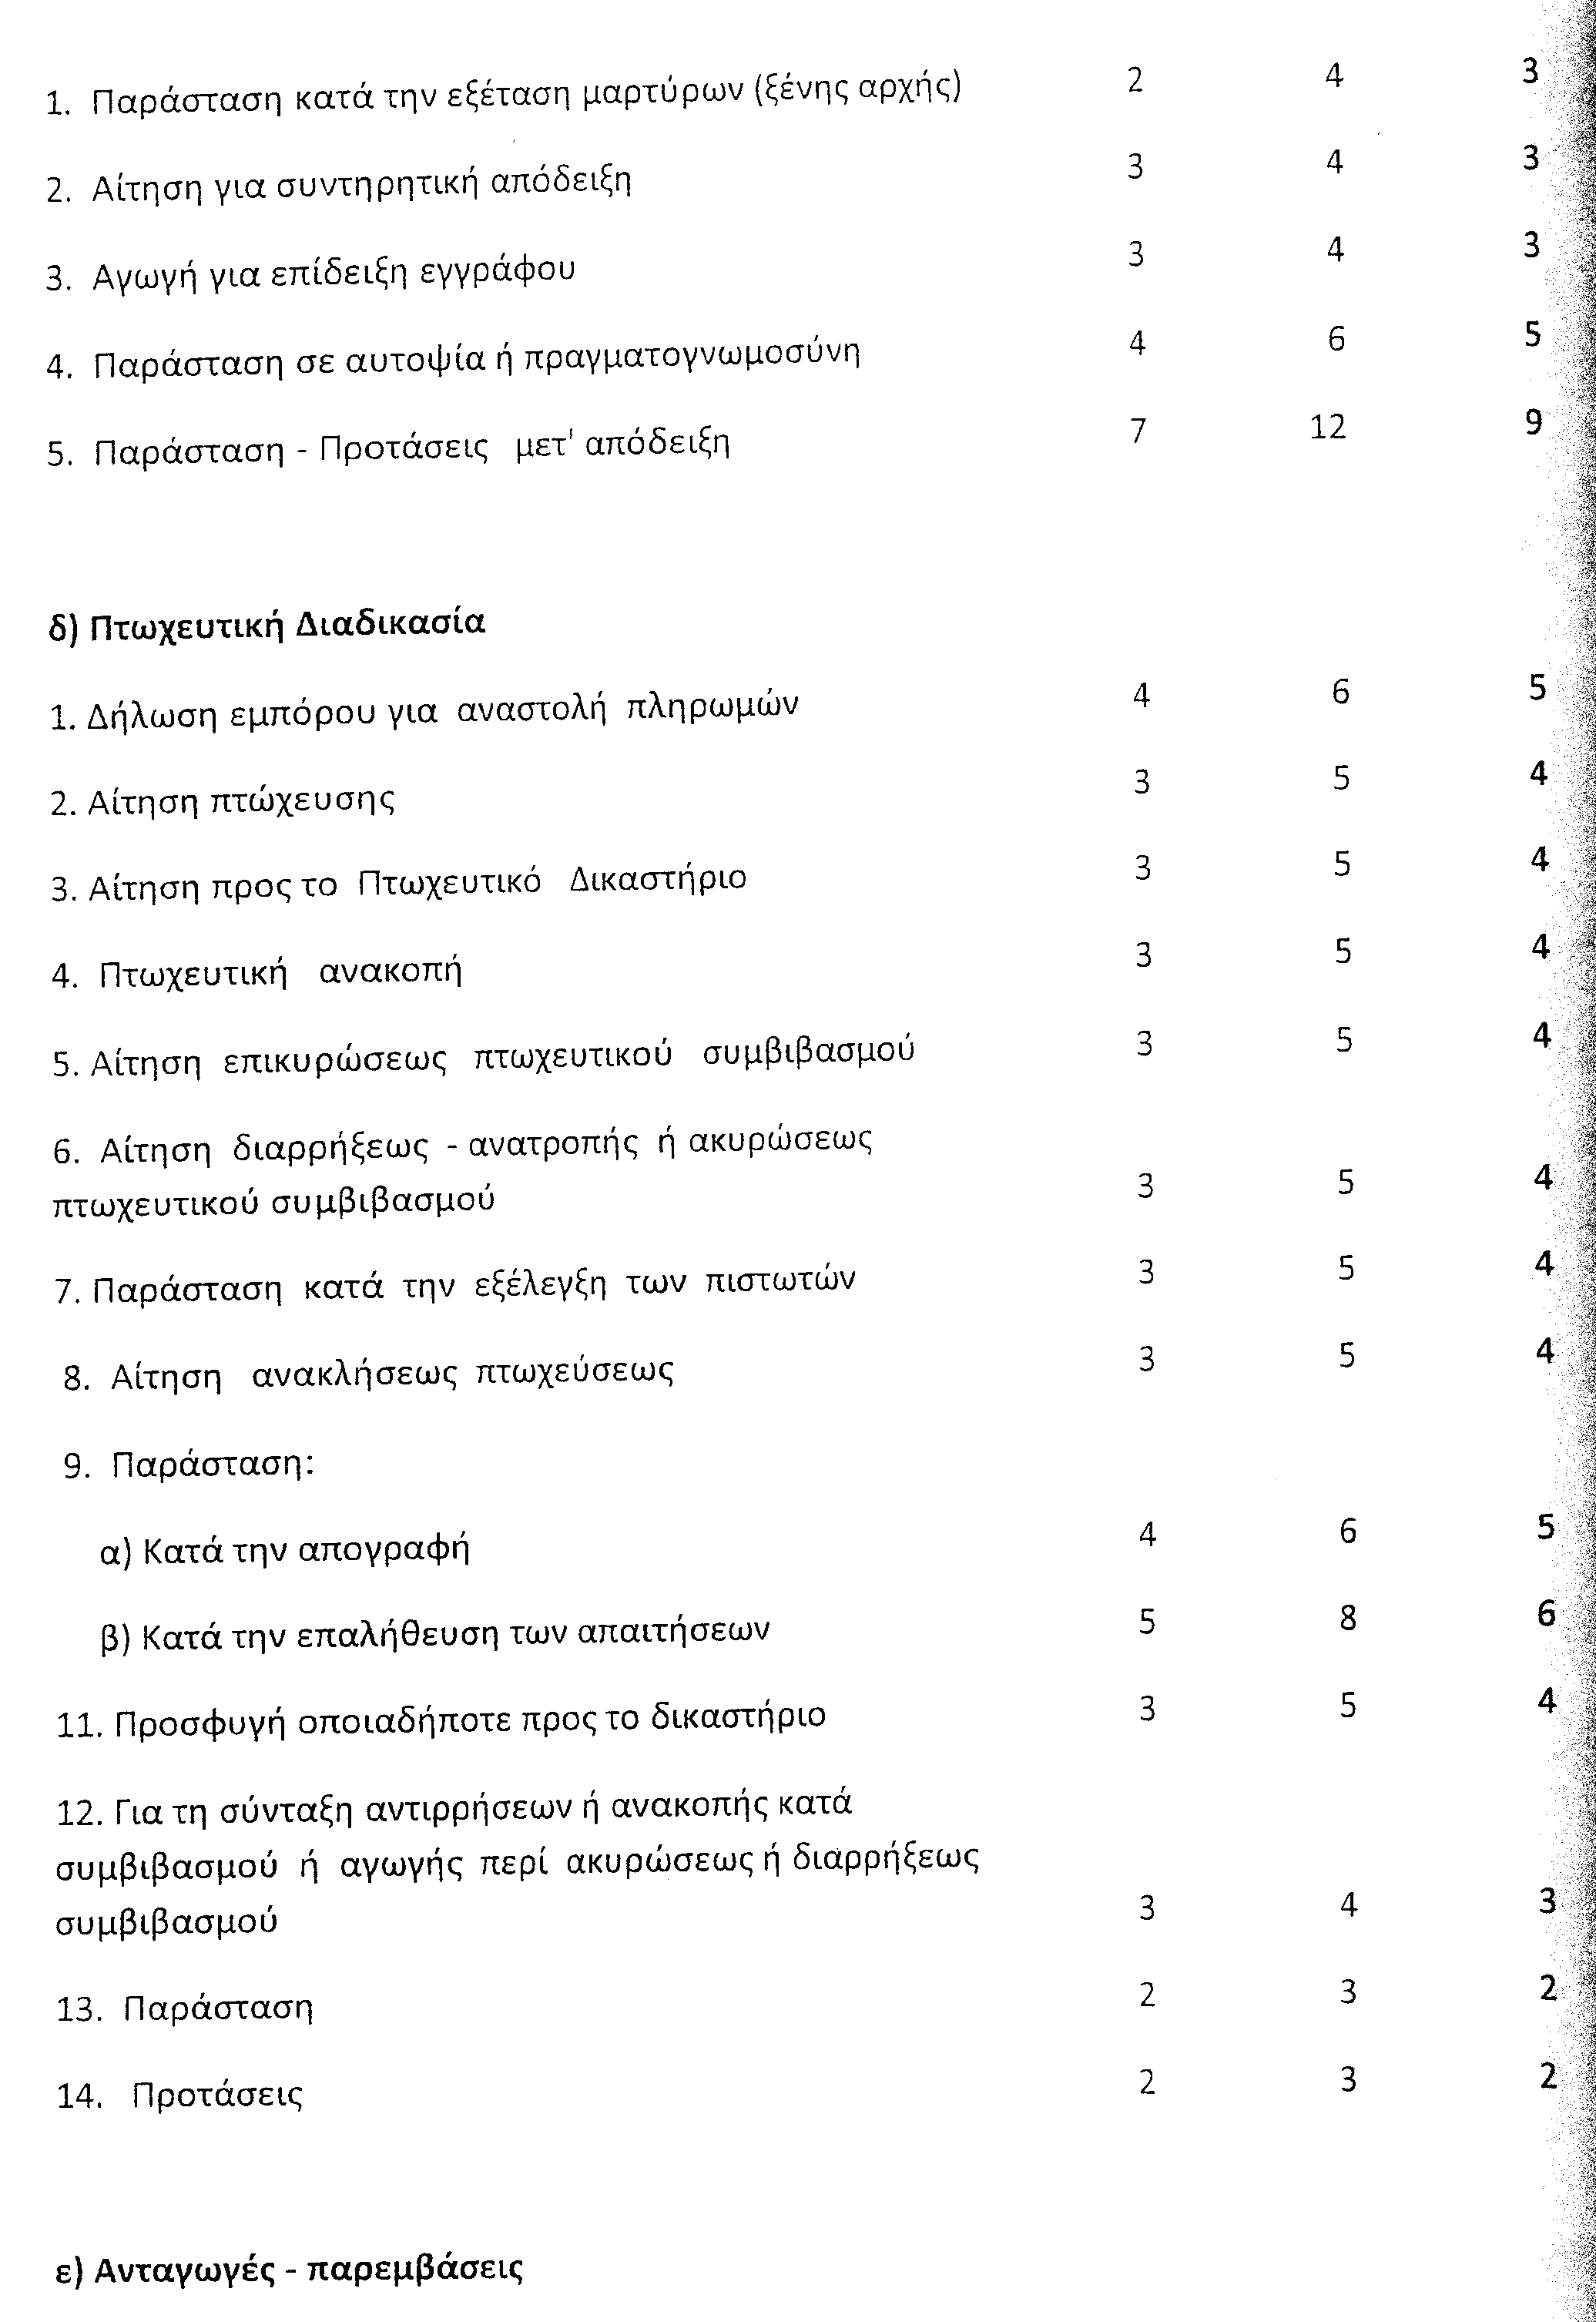 1. Παράσταση κατά την εξέταση μαρτύρων (ξένης αρχής) 2 4 3
2. Αίτηση για συντηρητική απόδειξη 3 4 3
3. Αγωγή για επίδειξη εγγράφου 3 4 3
4. Παράσταση σε αυτοψία ή πραγματογνωμοσύνη 4 6 5
5. Παράσταση - Προτάσεις μετ' απόδειξη 7 12 9
δ) Πτωχευτική Διαδικασία
1. Δήλωση εμπόρου για αναστολή πληρωμών 4 6 5
2. Αίτηση πτώχευσης 3 5 4
3. Αίτηση προς το Πτωχευτικό Δικαστήριο 3 5 4
4. Πτωχευτική ανακοπή 3 5 4
5. Αίτηση επικυρώσεως πτωχευτικού συμβιβασμού 3 5 4
6. Αίτηση διαρρήξεως - ανατροπής ή ακυρώσεως
πτωχευτικού συμβιβασμού 3 5 4
7. Παράσταση κατά την εξέλεγξη των πιστωτών 3 5 4
8. Αίτηση ανακλήσεως πτωχεύσεως 3 5 4
9. Παράσταση:
α) Κατά την απογραφή 4 6 5
β) Κατά την επαλήθευση των απαιτήσεων 5 8 6
11. Προσφυγή οποιαδήποτε προς το δικαστήριο 3 5 4
12. Για τη σύνταξη αντιρρήσεων ή ανακοπής κατά
συμβιβασμού ή αγωγής περί ακυρώσεως ή διαρρήξεως
συμβιβασμού 3 4 3
13. Παράσταση 2 3 2
14. Προτάσεις 2 3 2
ε) Ανταγωγές - παρεμβάσεις